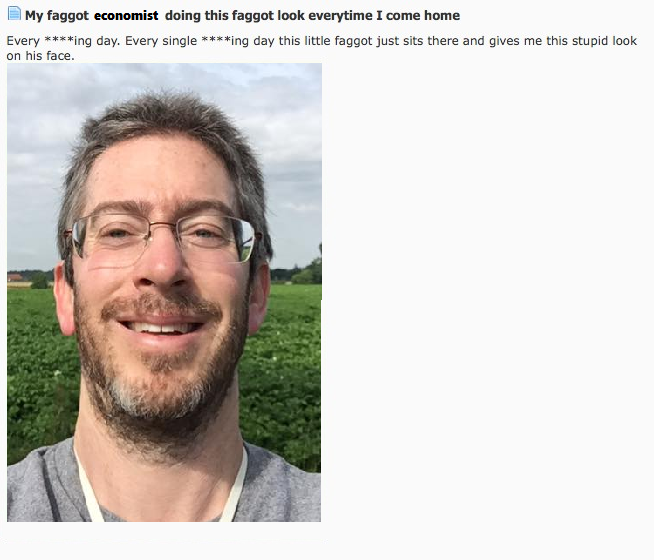 My faggot economist doing this faggot look everytime I come home
Every ****ing day. Every single ****ing day this little faggot just sits there and gives me this stupid look
on his face.